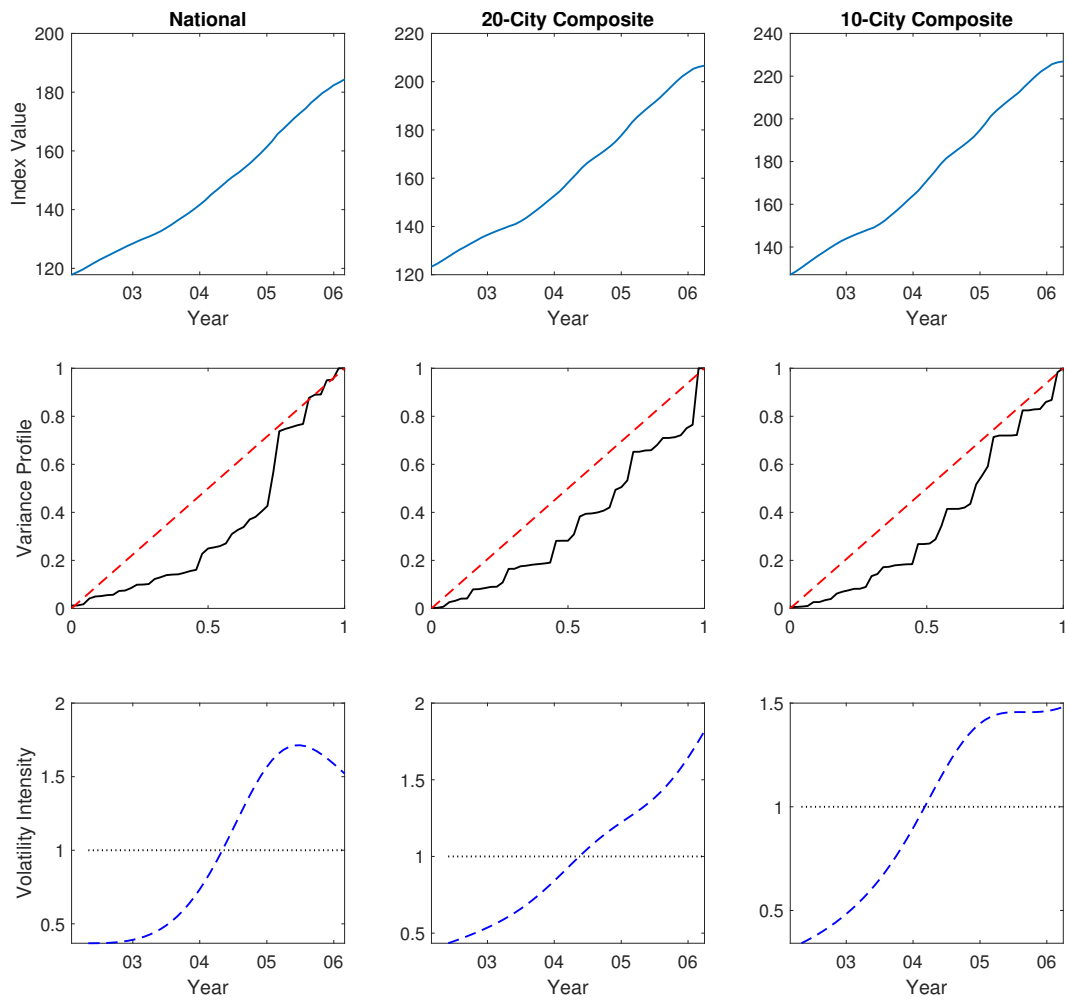 National
20-City Composite
10-City Composite
Index Value
200
180
160
140
120
03 04 05 06
Year
220
200
180
160
140
120
03 04 05 06
Year
240
220
200
180
160
140
03 04 05 06
Year
Variance Profile
1
0.8
0.6
0.4
0.2
0
0 0.5 1
1
0.8
0.6
0.4
0.2
0
0 0.5 1
1
0.8
0.6
0.4
0.2
0
0 0.5 1
Volatility Intensity
2
1.5
1
0.5
03 04 05 06
Year
2
1.5
1
0.5
03 04 05 06
Year
1.5
1
0.5
03 04 05 06
Year